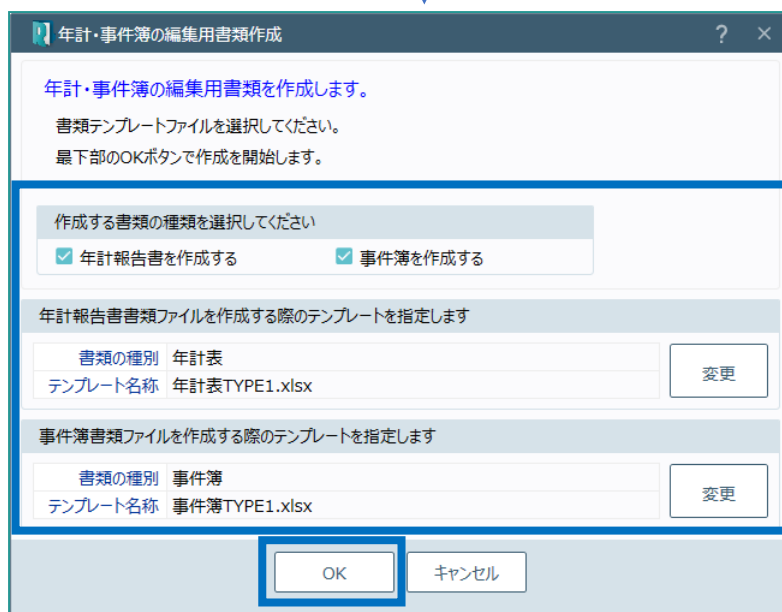 年計・事件簿の編集用書類作成 ? ×
年計・事件簿の編集用書類を作成します。
書類テンプレートファイルを選択してください。
最下部のOKボタンで作成を開始します。
作成する書類の種類を選択してください
年計報告書を作成する 事件簿を作成する
年計報告書書類ファイルを作成する際のテンプレートを指定します
書類の種別 年計表
テンプレート名称 年計表TYPE1.xlsx
変更
事件簿書類ファイルを作成する際のテンプレートを指定します
書類の種別 事件簿
テンプレート名称 事件簿TYPE1.xlsx
変更
OK キャンセル